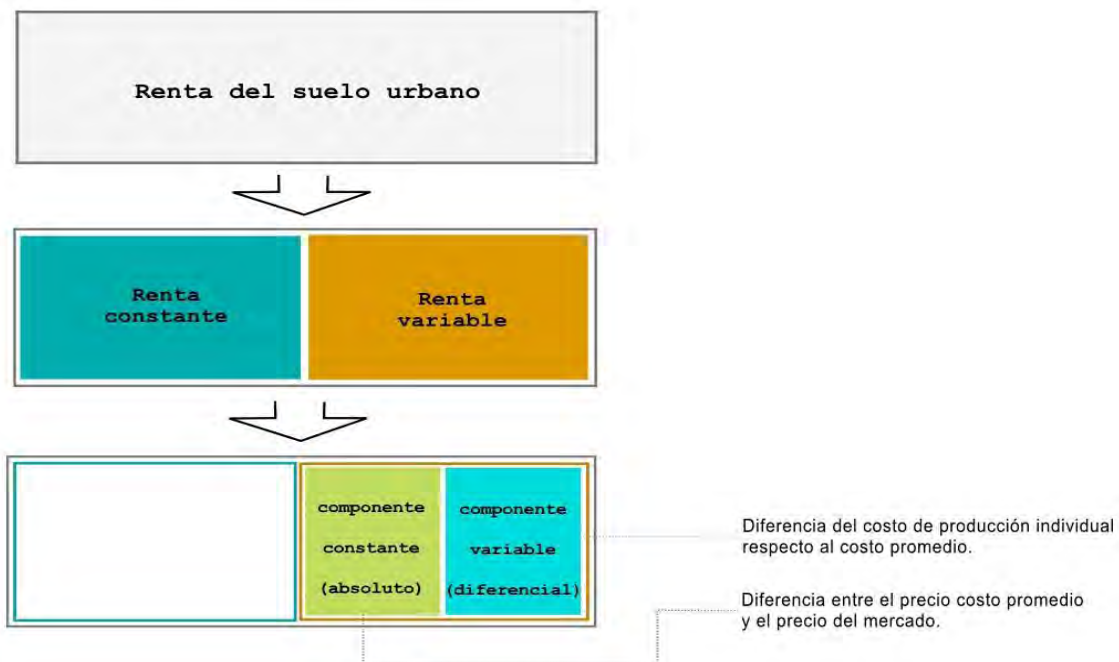 Renta del suelo urbano
Renta
constante
Renta
variable
componente
constante
(absoluto)
componente
variable
(diferencial)
Diferencia del costo de producción individual
respecto al costo promedio.
Diferencia entre el precio costo promedio
y el precio del mercado.